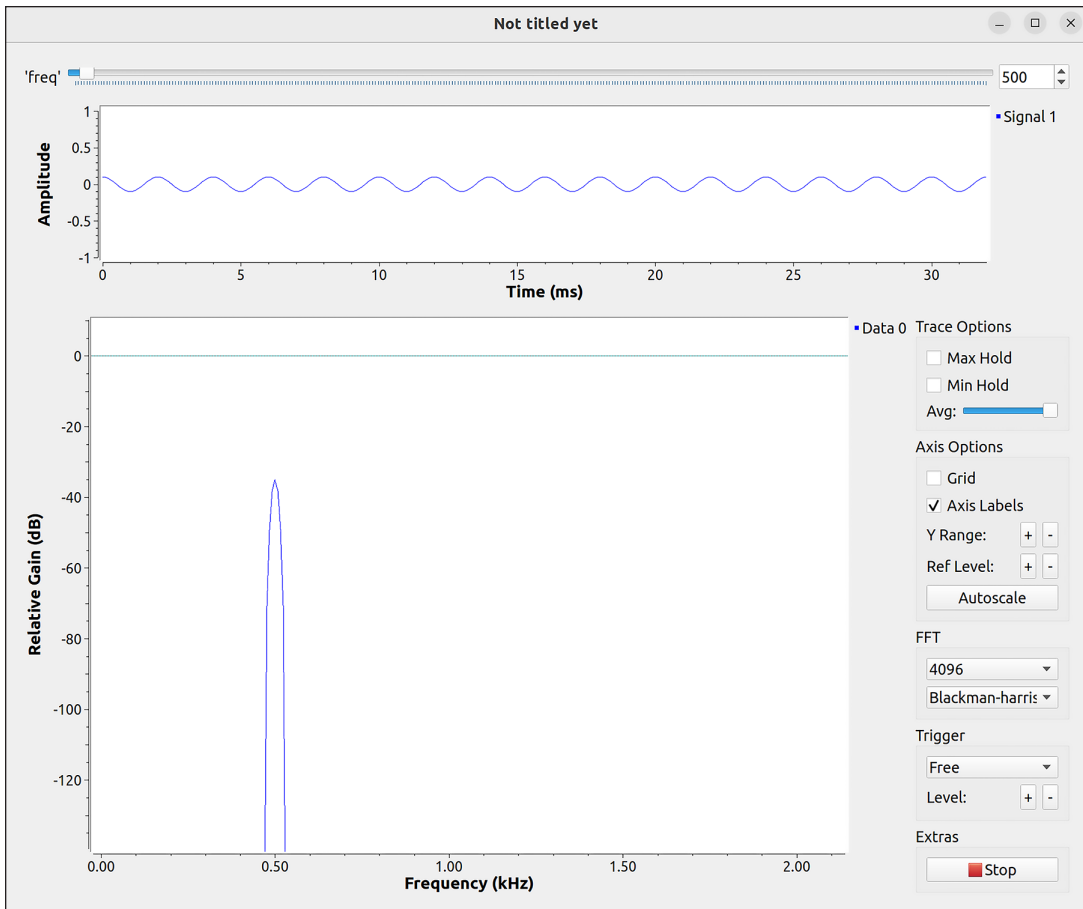 Not titled yet
'freq'
500
Signal 1
Amplitude
1
0.5
0
-0.5
-1
0 5 10 15 20 25 30
Time (ms)
Data 0
Relative Gain (dB)
0
-20
-40
-60
-80
-100
-120
0.00 0.50 1.00 1.50 2.00
Frequency (kHz)
Trace Options
Max Hold
Min Hold
Avg:
Axis Options
Grid
Axis Labels
Y Range: + -
Ref Level: + -
Autoscale
FFT
4096
Blackman-harris
Trigger
Free
Level: + -
Extras
Stop